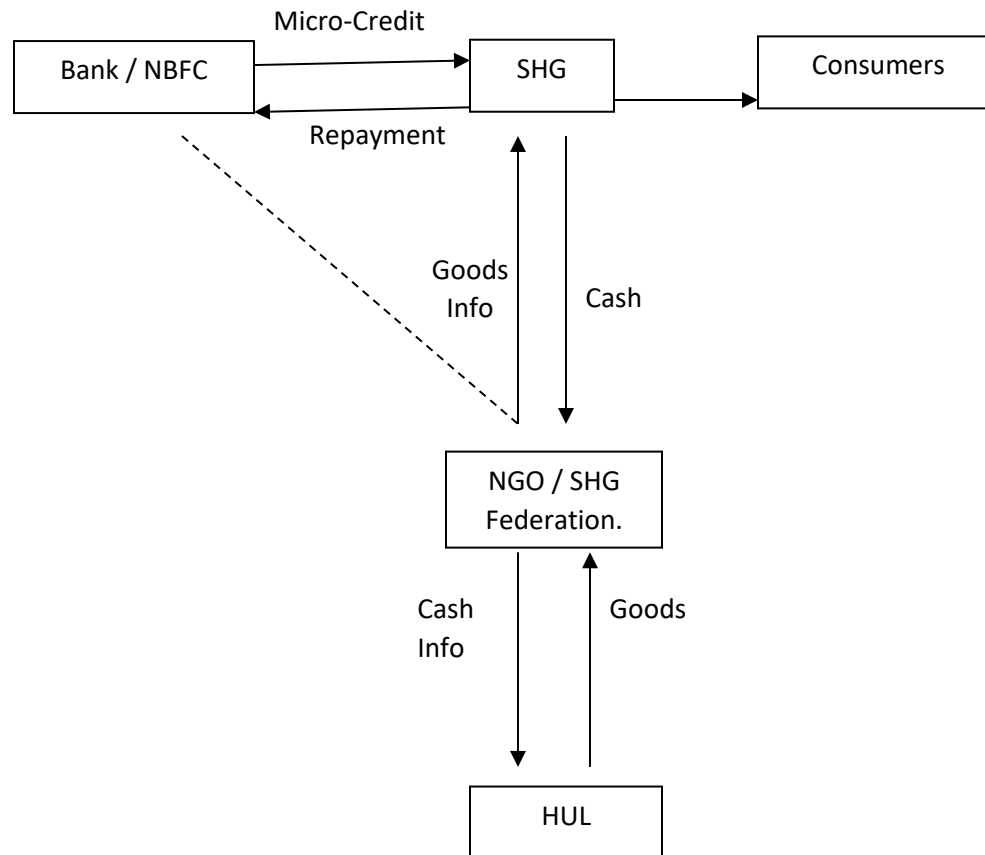 Micro-Credit
Bank / NBFC
SHG
Consumers
Repayment
Goods
Info
Cash
NGO / SHG
Federation.
Cash
Info
Goods
HUL